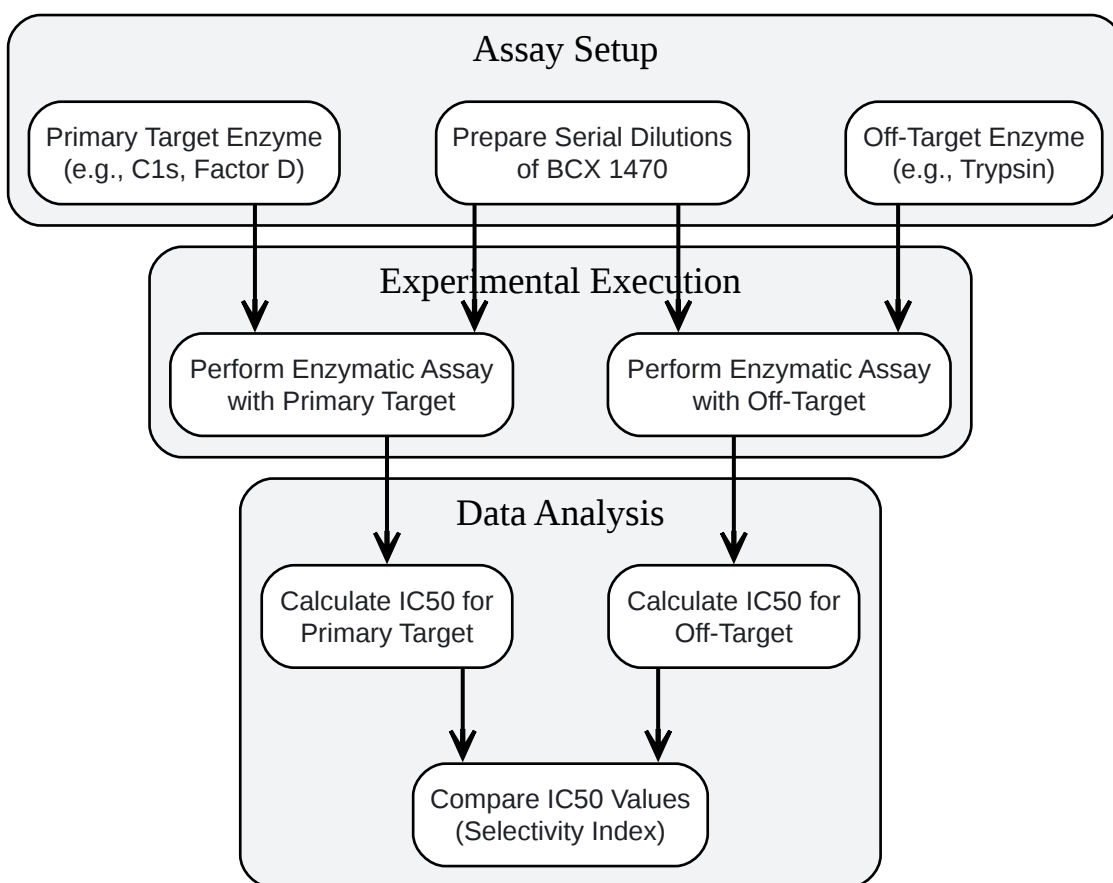 Assay Setup
Primary Target Enzyme
(e.g., C1s, Factor D)
Prepare Serial Dilutions
of BCX 1470
Off-Target Enzyme
(e.g., Trypsin)
Experimental Execution
Perform Enzymatic Assay
with Primary Target
Perform Enzymatic Assay
with Off-Target
Data Analysis
Calculate IC50 for
Primary Target
Calculate IC50 for
Off-Target
Compare IC50 Values
(Selectivity Index)